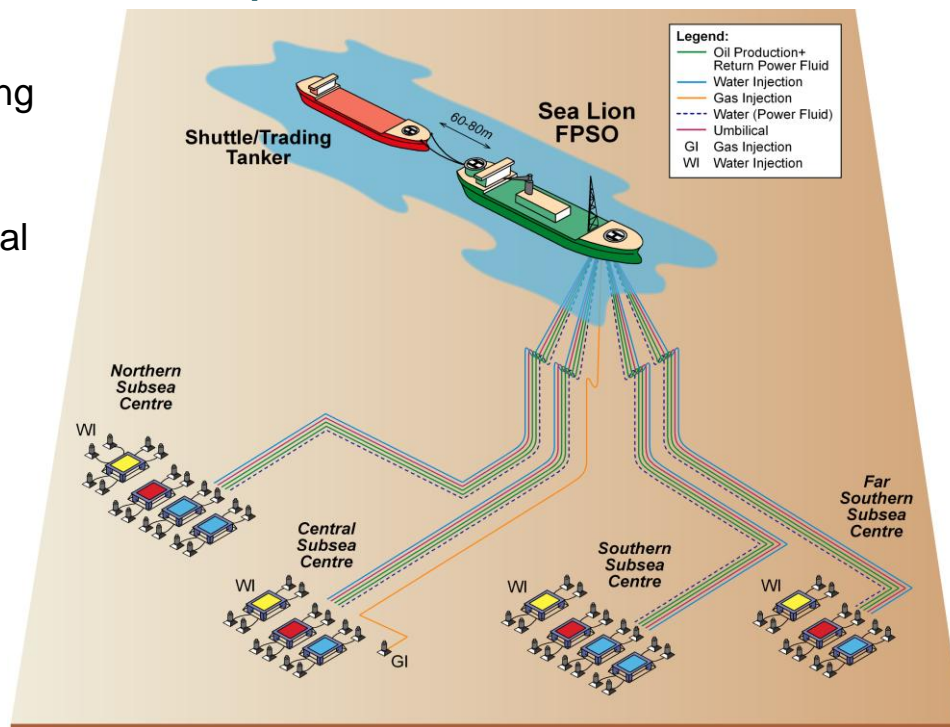 ng
al
Legend:
Oil Production+
Return Power Fluid
Water Injection
Gas Injection
Water (Power Fluid)
Umbilical
GI Gas Injection
WI Water Injection
60-80m
Sea Lion
FPSO
Shuttle/Trading
Tanker
Northern
Subsea
Centre
WI
Central
Subsea
Centre
WI
GI
Southern
Subsea
Centre
WI
Far
Southern
Subsea
Centre
WI